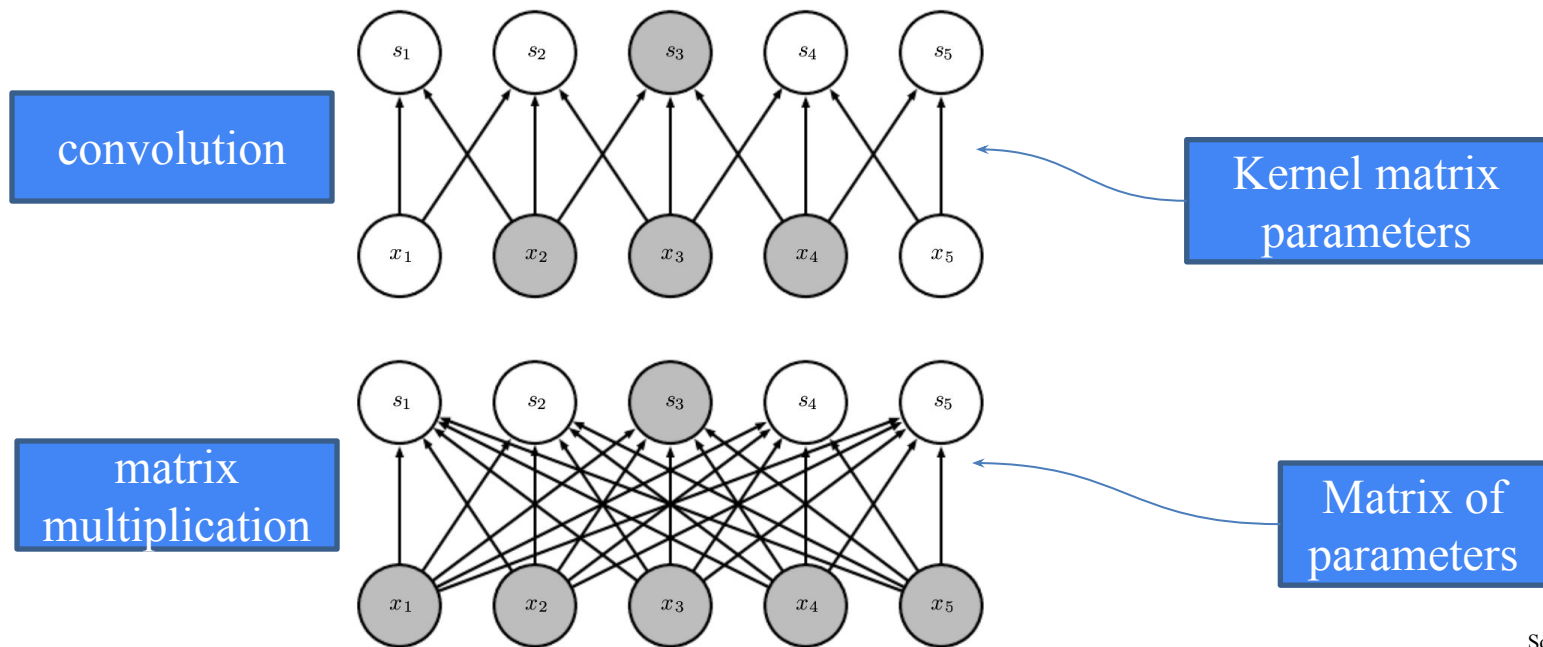 s1 s2 s3 s4 s5
convolution
Kernel matrix
parameters
x1 x2 x3 x4 x5
s1 s2 s3 s4 s5
matrix
multiplication
Matrix of
parameters
x1 x2 x3 x4 x5